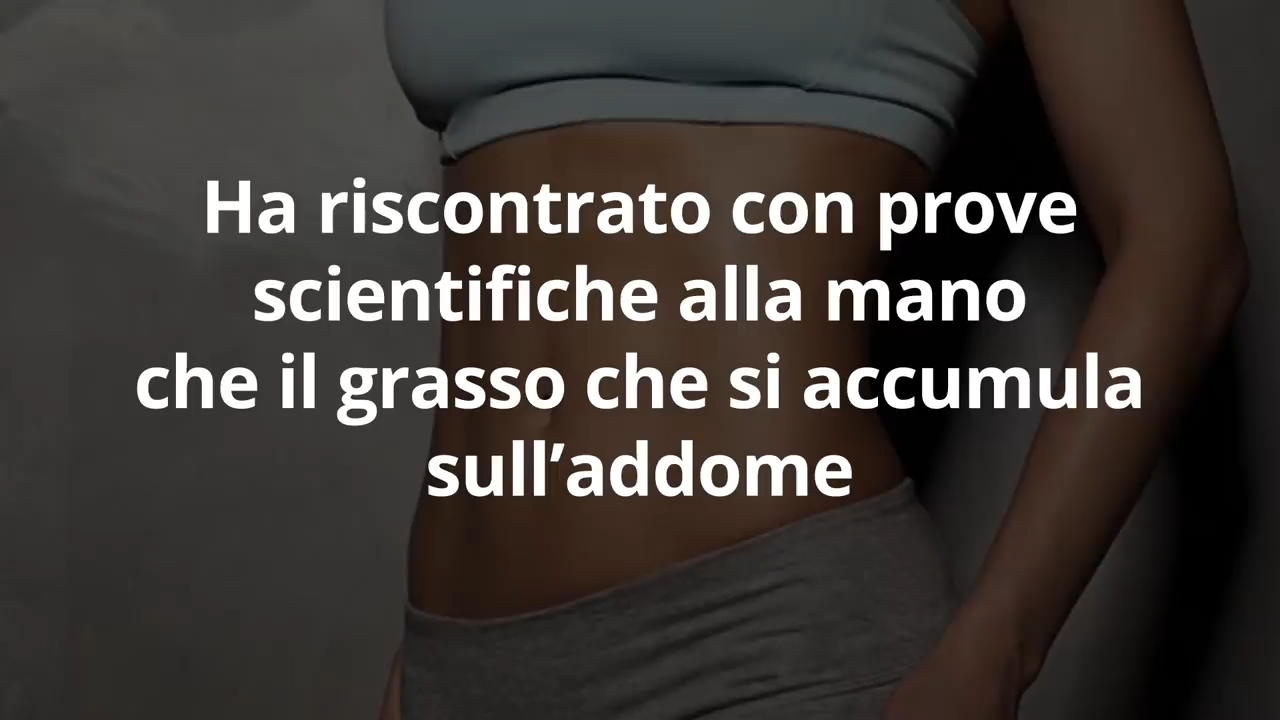 Ha riscontrato con prove
scientifiche alla mano
che il grasso che si accumula
sull’addome